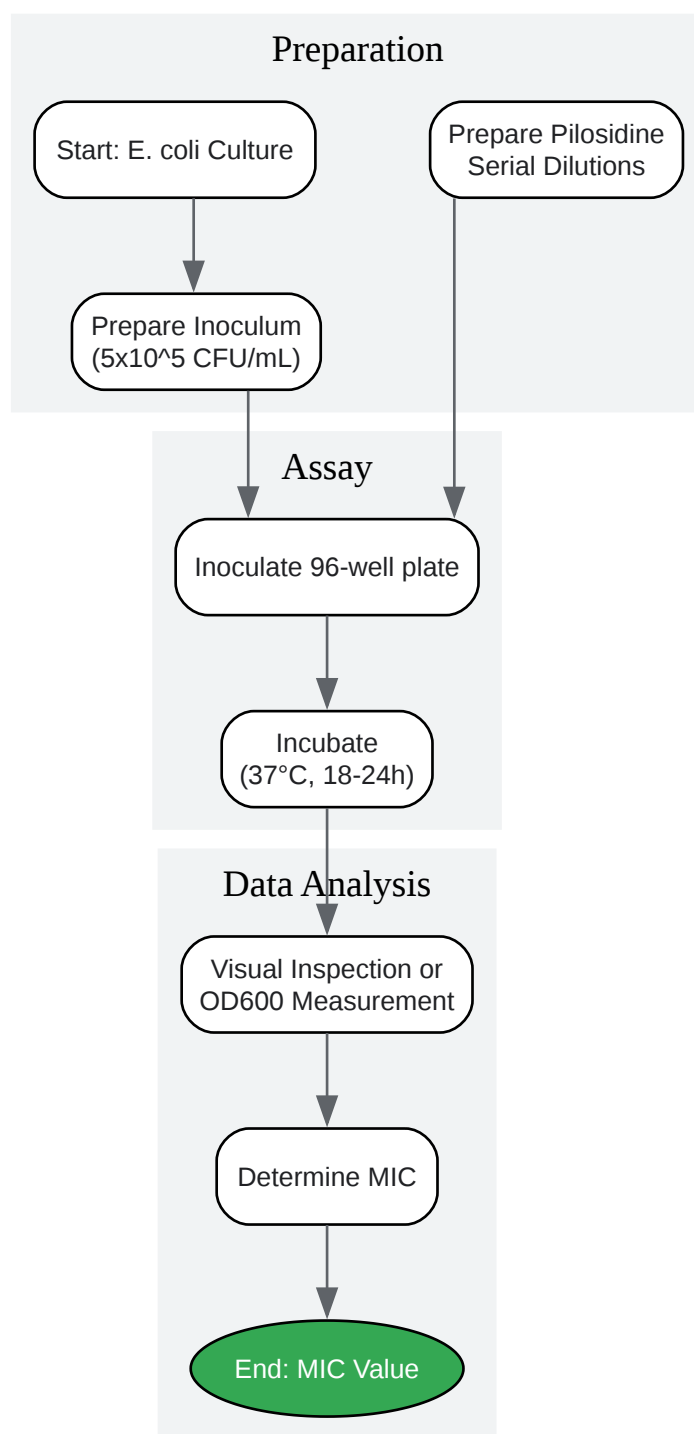 Preparation
Start: E. coli Culture
Prepare Pilosidine
Serial Dilutions
Prepare Inoculum
(5x10^5 CFU/mL)
Assay
Inoculate 96-well plate
Incubate
(37°C, 18-24h)
Data Analysis
Visual Inspection or
OD600 Measurement
Determine MIC
End: MIC Value